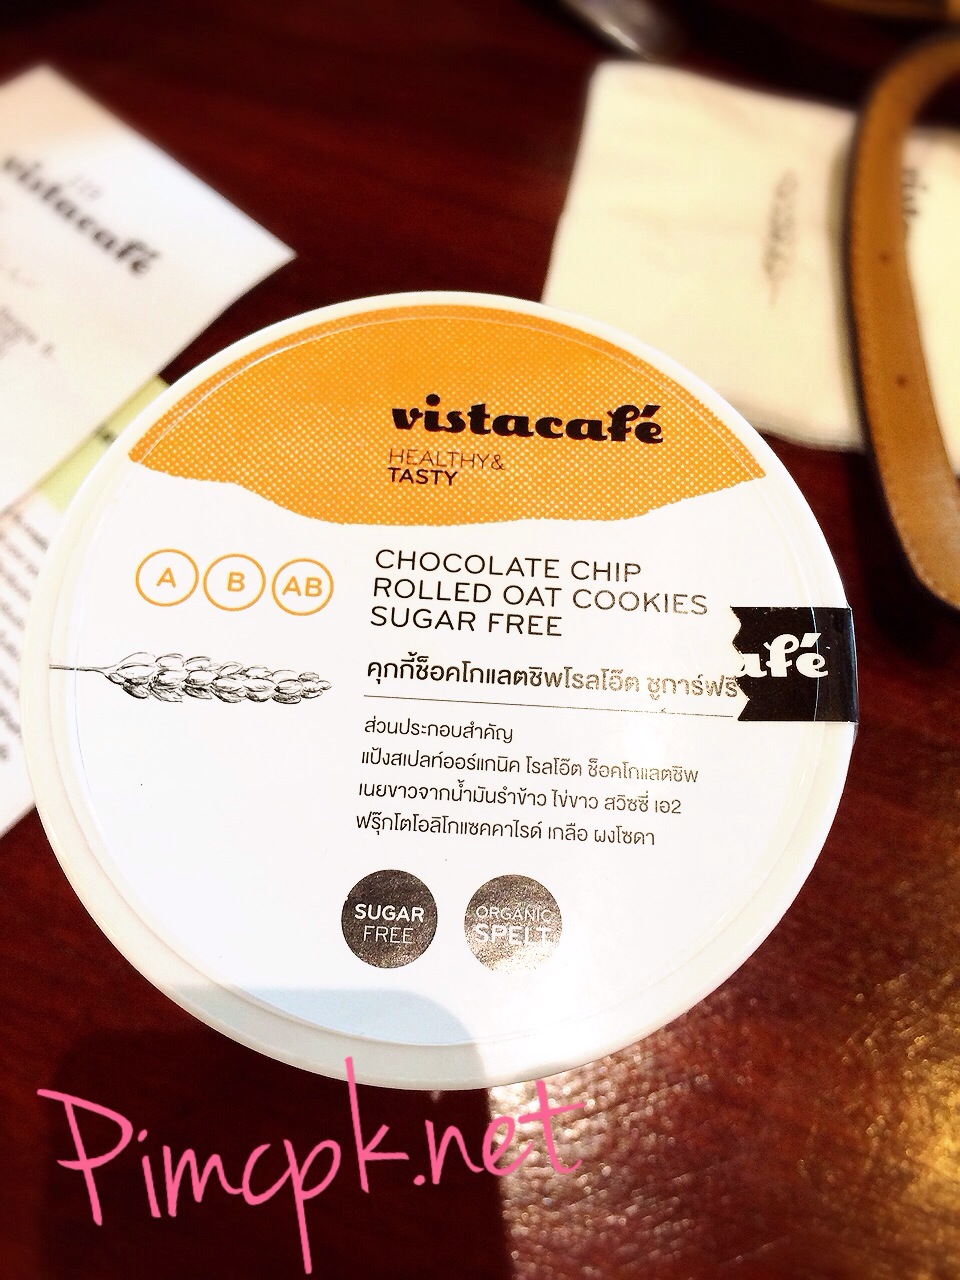 vistacafé
vistacafé
HEALTHY&
TASTY
A B AB
CHOCOLATE CHIP
ROLLED OAT COOKIES
SUGAR FREE
คุกกี้ช็อคโกแลตชิพโรลโอ๊ต ชูการ์ฟรี
afé
ส่วนประกอบสำคัญ
แป้งสเปลท์ออร์แกนิค โรลโอ๊ต ช็อคโกแลตชิพ
เนยขาวจากน้ำมันรำข้าว ไข่ขาว สวิซซี่ เอ2
ฟรุ๊กโตโอลิโกแซคคาไรด์ เกลือ ผงโซดา
SUGAR
FREE
ORGANIC
SPELT
Pimcpk.net